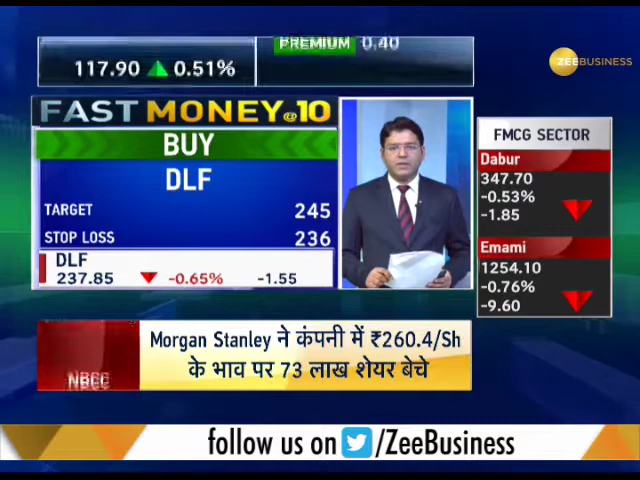 PREMIUM 0.40
117.90 0.51%
ZEEBUSINESS
FAST MONEY@10
BUY
DLF
TARGET 245
STOP LOSS 236
DLF
237.85 -0.65% -1.55
FMCG SECTOR
Dabur
347.70
-0.53%
-1.85
Emami
1254.10
-0.76%
-9.60
NBCC
Morgan Stanley ने कंपनी में ₹260.4/Sh
के भाव पर 73 लाख शेयर बेचे
follow us on /ZeeBusiness